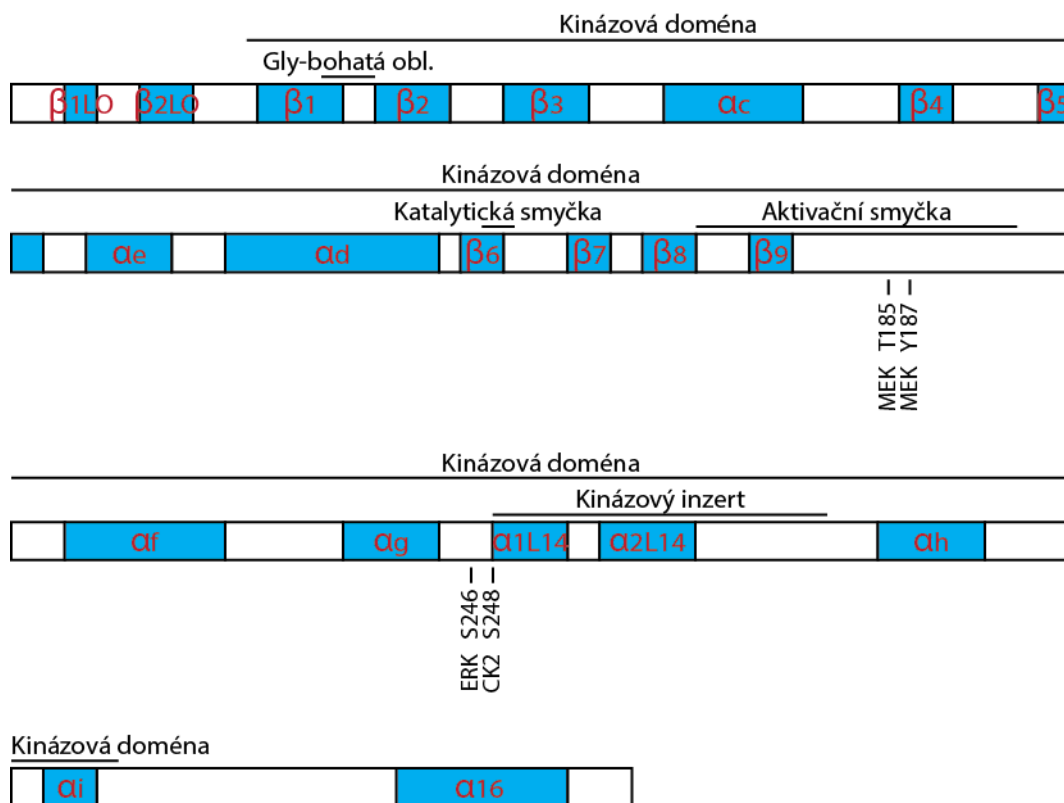 Kinázová doména
Gly-bohatá obl.
β1LO β2LO β1 β2 β3 αc β4 β5
Kinázová doména
Katalytická smyčka Aktivační smyčka
αe αd β6 β7 β8 β9
MEK T185
MEK Y187
Kinázová doména
Kinázový inzert
αf αg α1L14 α2L14 αh
ERK S246
CK2 S248
Kinázová doména
αi α16